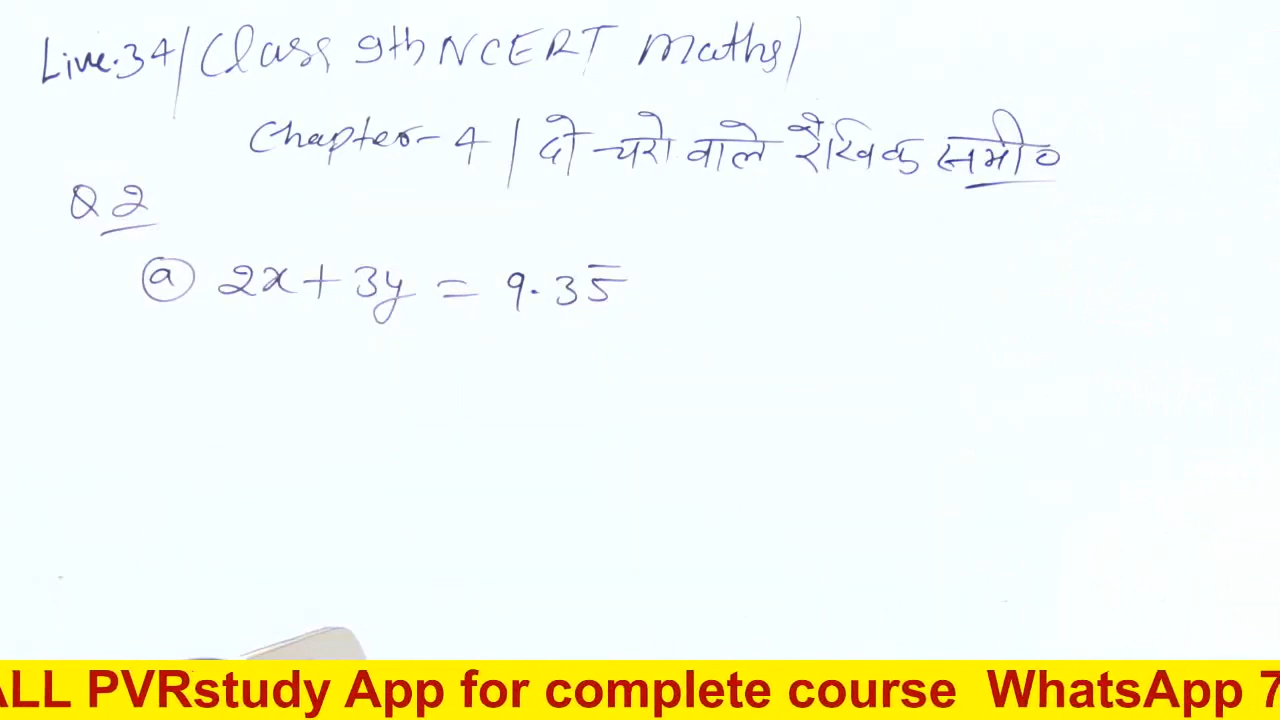 Live.34/Class 9th NCERT Maths/
Chapter-4 | दो चरो वाले रैखिक समी०
Q 2
(a) 2x + 3y = 9.35̅
ALL PVRstudy App for complete course WhatsApp 7